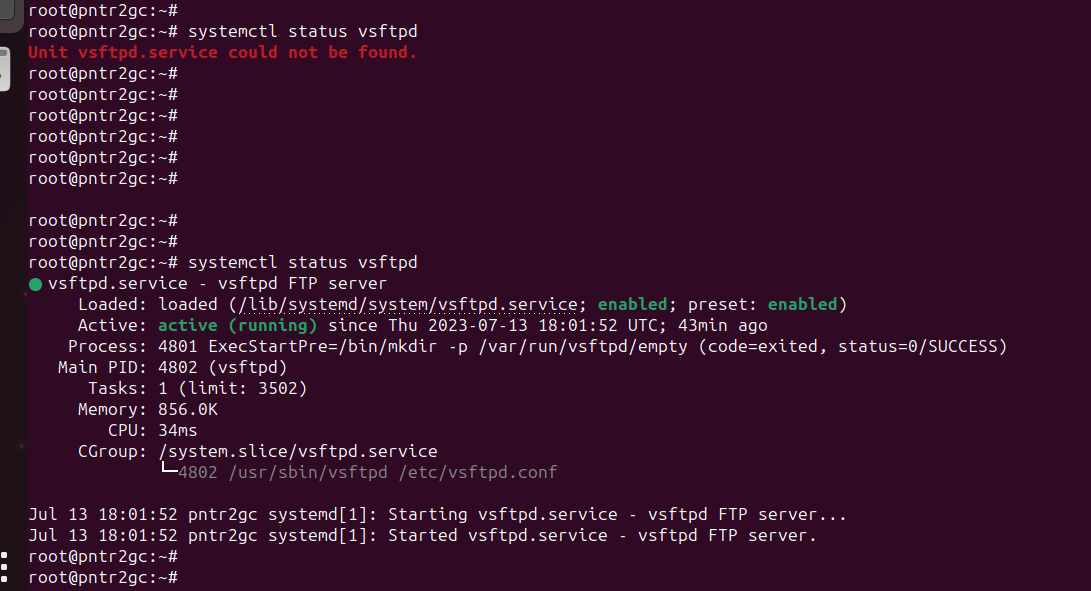 root@pntr2gc:~#
root@pntr2gc:~# systemctl status vsftpd
Unit vsftpd.service could not be found.
root@pntr2gc:~#
root@pntr2gc:~#
root@pntr2gc:~#
root@pntr2gc:~#
root@pntr2gc:~#
root@pntr2gc:~#
root@pntr2gc:~#
root@pntr2gc:~#
root@pntr2gc:~# systemctl status vsftpd
● vsftpd.service - vsftpd FTP server
Loaded: loaded (/lib/systemd/system/vsftpd.service; enabled; preset: enabled)
Active: active (running) since Thu 2023-07-13 18:01:52 UTC; 43min ago
Process: 4801 ExecStartPre=/bin/mkdir -p /var/run/vsftpd/empty (code=exited, status=0/SUCCESS)
Main PID: 4802 (vsftpd)
Tasks: 1 (limit: 3502)
Memory: 856.0K
CPU: 34ms
CGroup: /system.slice/vsftpd.service
└─4802 /usr/sbin/vsftpd /etc/vsftpd.conf
Jul 13 18:01:52 pntr2gc systemd[1]: Starting vsftpd.service - vsftpd FTP server...
Jul 13 18:01:52 pntr2gc systemd[1]: Started vsftpd.service - vsftpd FTP server.
root@pntr2gc:~#
root@pntr2gc:~#